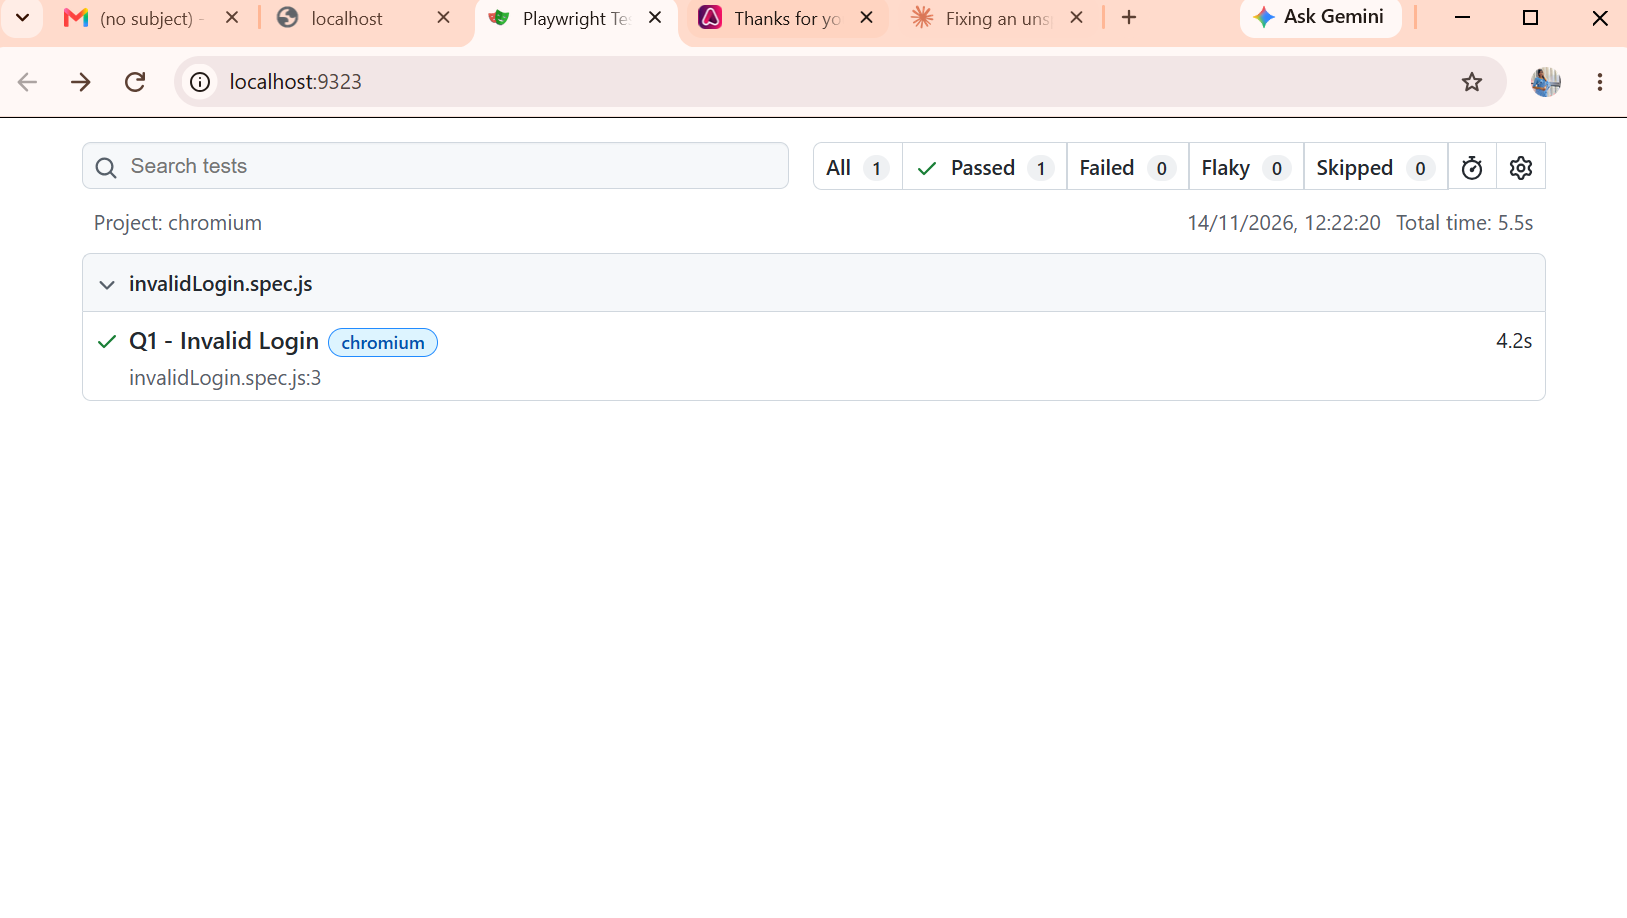 (no subject) -
localhost
Playwright Te
Thanks for yo
Fixing an uns
Ask Gemini
localhost:9323
Search tests
All 1
Passed 1
Failed 0
Flaky 0
Skipped 0
Project: chromium
14/11/2026, 12:22:20 Total time: 5.5s
invalidLogin.spec.js
Q1 - Invalid Login chromium
4.2s
invalidLogin.spec.js:3